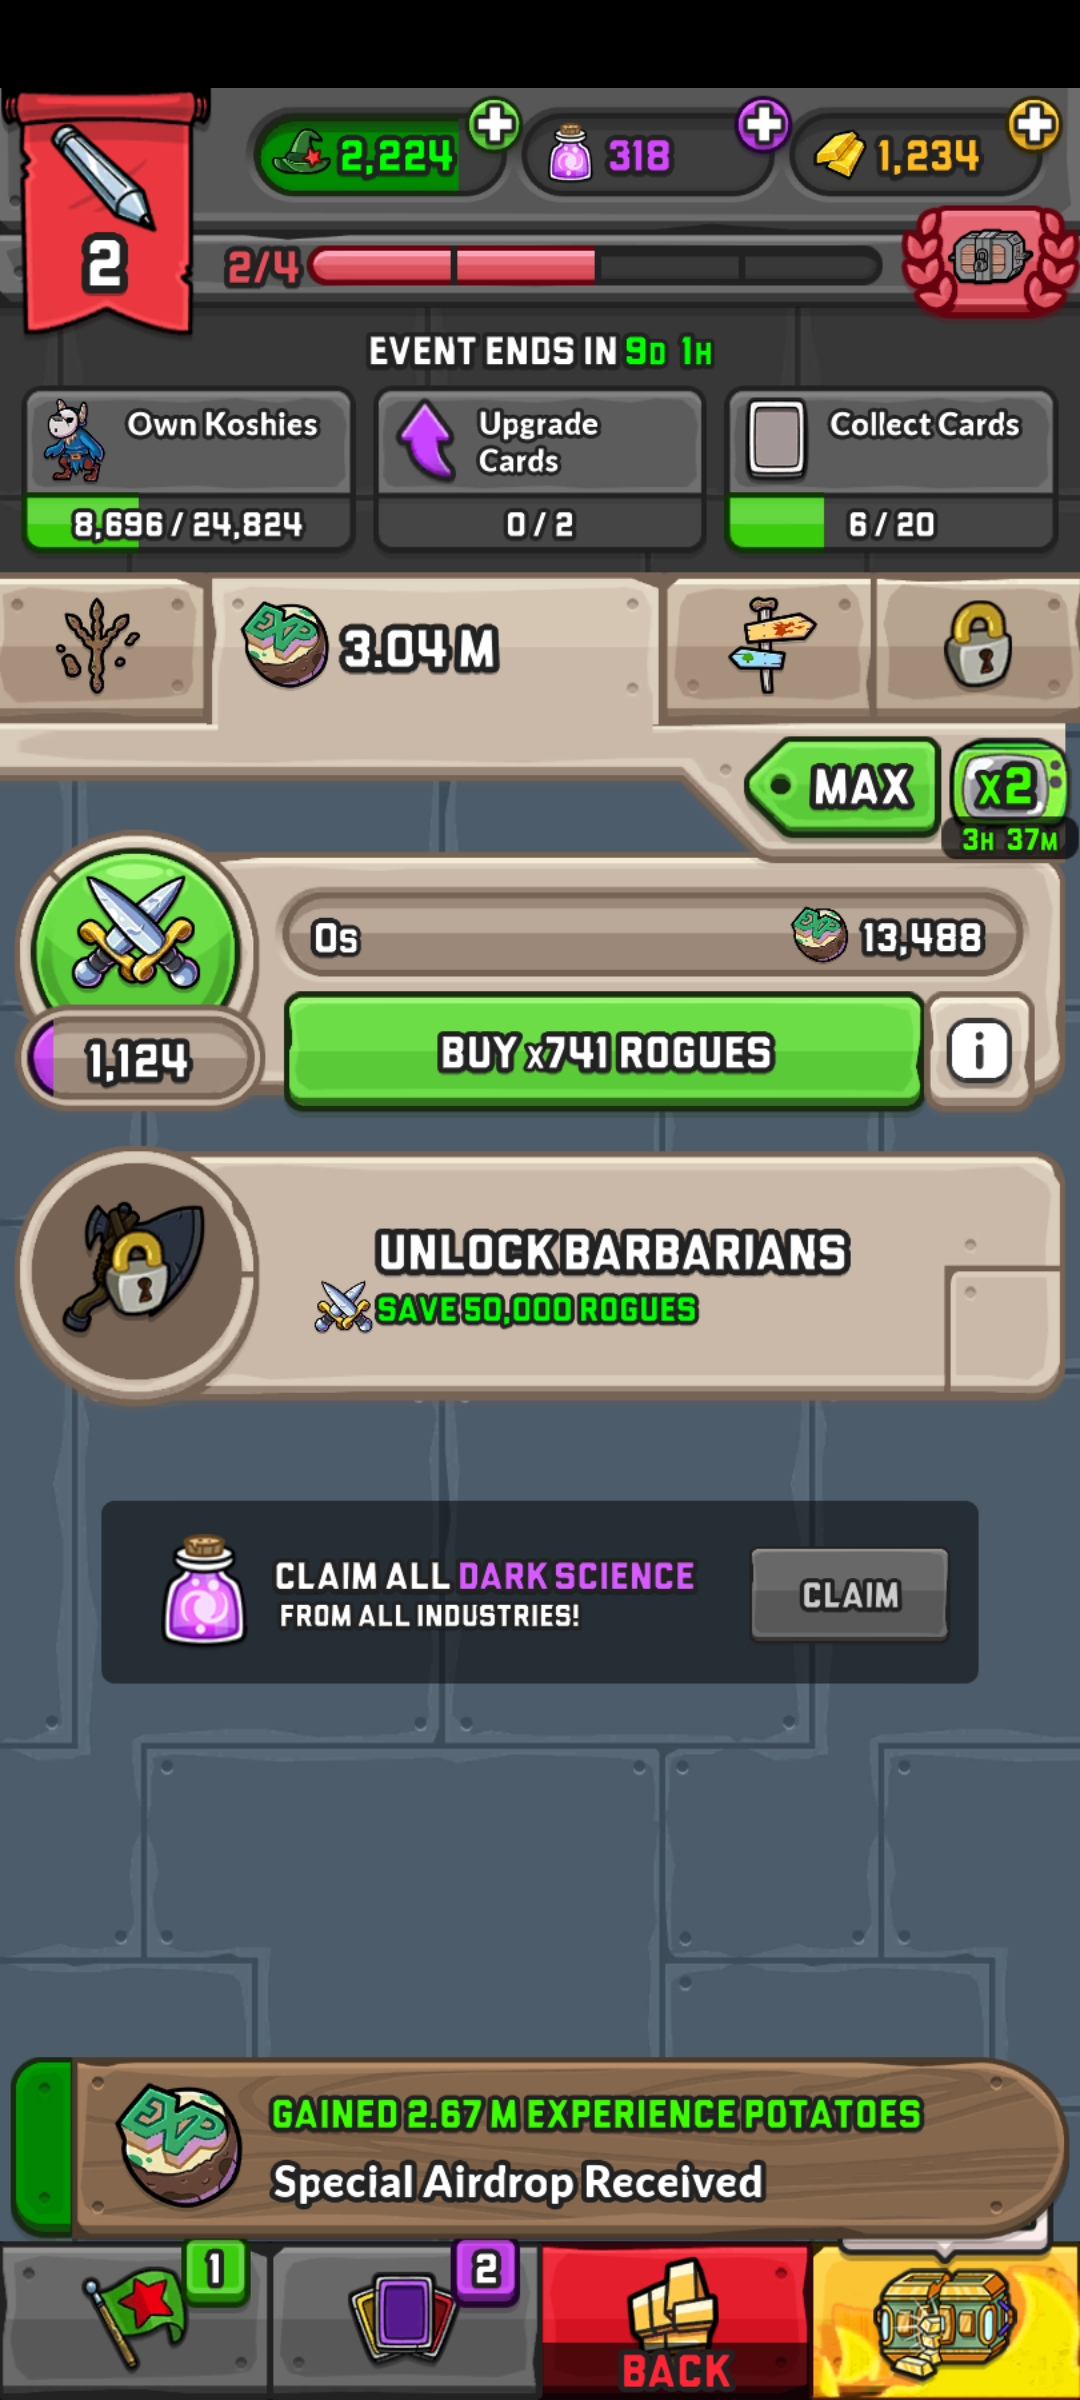 2,224
318
1,234
2
2/4
EVENT ENDS IN 9D 1H
Own Koshies
8,696 / 24,824
Upgrade
Cards
0 / 2
Collect Cards
6 / 20
EXP 3.04 M
MAX
x2
3H 37M
0s
EXP 13,488
1,124
BUY x741 ROGUES
i
UNLOCK BARBARIANS
SAVE 50,000 ROGUES
CLAIM ALL DARK SCIENCE
FROM ALL INDUSTRIES!
CLAIM
EXP
GAINED 2.67 M EXPERIENCE POTATOES
Special Airdrop Received
1
2
BACK